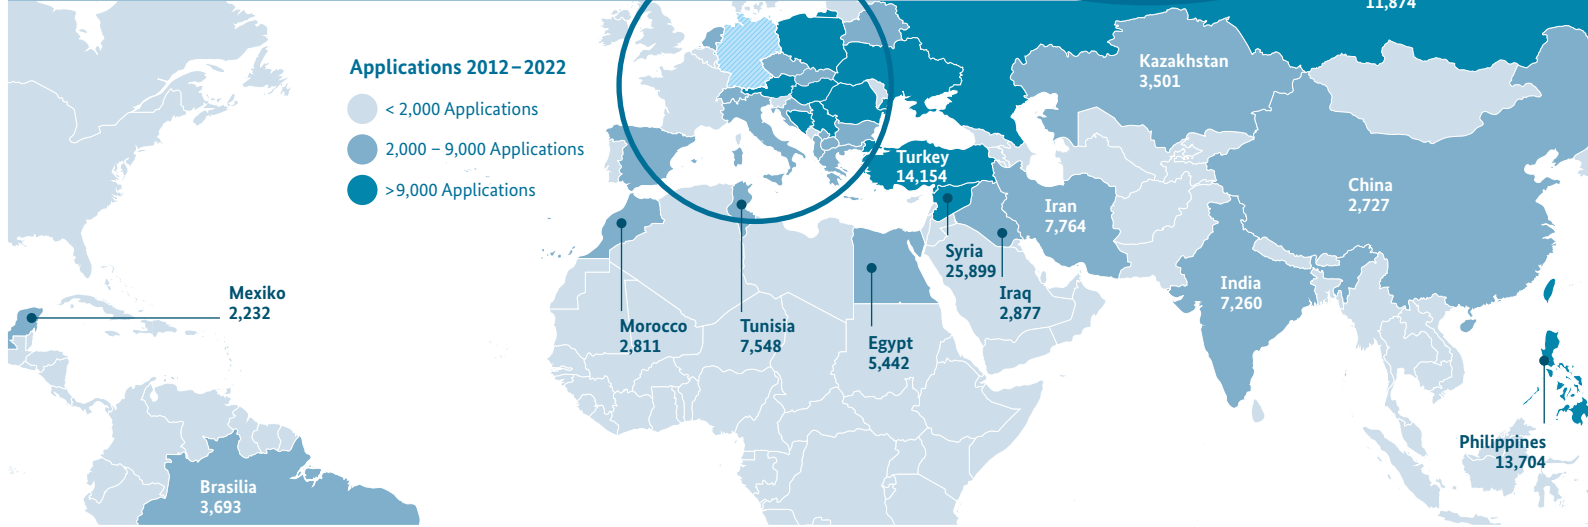 11,874
Applications 2012–2022
< 2,000 Applications
2,000 – 9,000 Applications
>9,000 Applications
Kazakhstan
3,501
Turkey
14,154
China
2,727
Iran
7,764
Syria
25,899
Iraq
2,877
India
7,260
Mexiko
2,232
Morocco
2,811
Tunisia
7,548
Egypt
5,442
Philippines
13,704
Brasilia
3,693